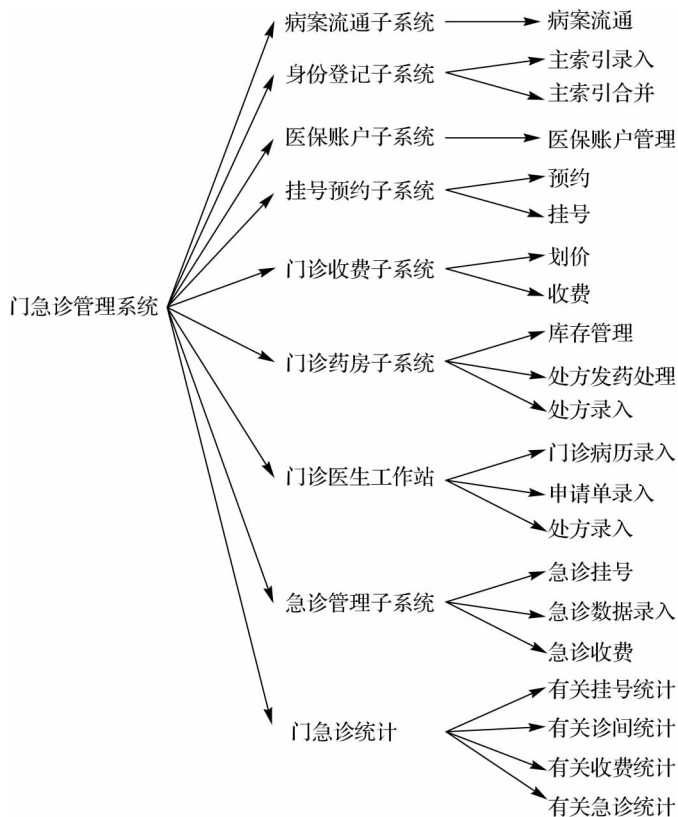 门急诊管理系统
病案流通子系统
病案流通
身份登记子系统
主索引录入
主索引合并
医保账户子系统
医保账户管理
挂号预约子系统
预约
挂号
门诊收费子系统
划价
收费
门诊药房子系统
库存管理
处方发药处理
处方录入
门诊医生工作站
门诊病历录入
申请单录入
处方录入
急诊管理子系统
急诊挂号
急诊数据录入
急诊收费
门急诊统计
有关挂号统计
有关诊间统计
有关收费统计
有关急诊统计